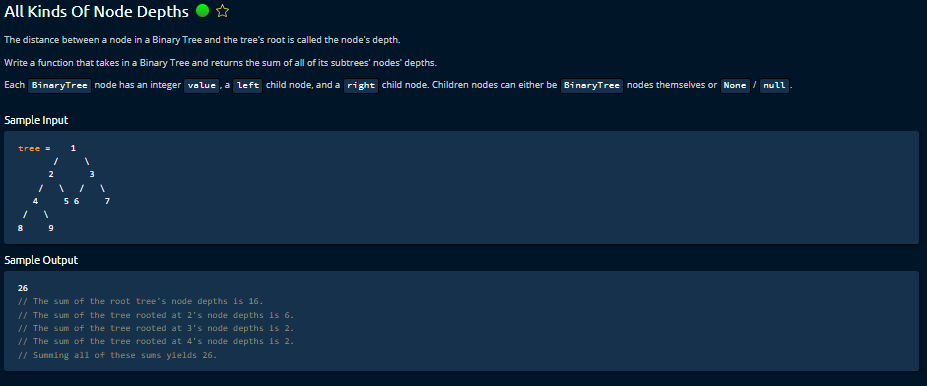 All Kinds Of Node Depths
The distance between a node in a Binary Tree and the tree's root is called the node's depth.
Write a function that takes in a Binary Tree and returns the sum of all of its subtrees' nodes' depths.
Each BinaryTree node has an integer value , a left child node, and a right child node. Children nodes can either be BinaryTree nodes themselves or None / null .
Sample Input
tree = 1
/ \
2 3
/ \ / \
4 5 6 7
/ \
8 9
Sample Output
26
// The sum of the root tree's node depths is 16.
// The sum of the tree rooted at 2's node depths is 6.
// The sum of the tree rooted at 3's node depths is 2.
// The sum of the tree rooted at 4's node depths is 2.
// Summing all of these sums yields 26.